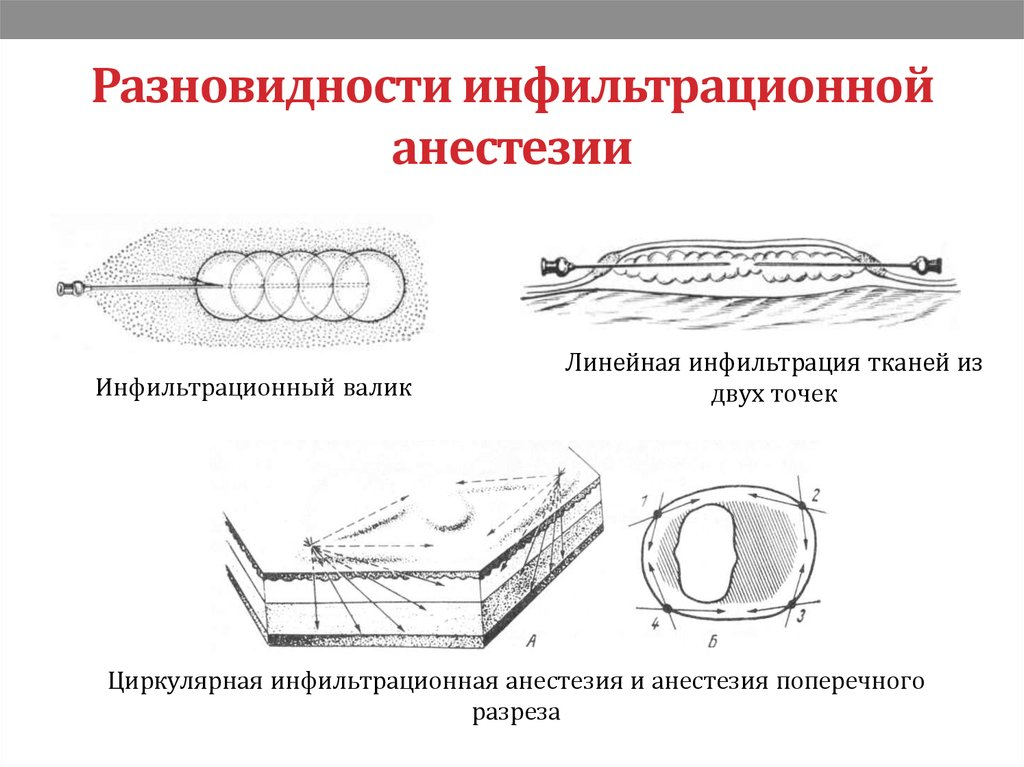 Разновидности инфильтрационной
анестезии
Инфильтрационный валик
Линейная инфильтрация тканей из
двух точек
1
2
3
4
А
Б
Циркулярная инфильтрационная анестезия и анестезия поперечного
разреза